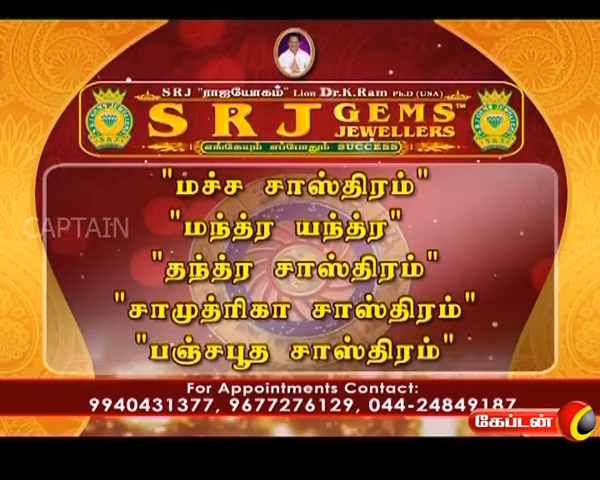 SRJ "ராஜயோகம்" Lion Dr.K.Ram Ph.D (USA)
SRJ GEMS™ JEWELLERS
எங்கேயும் எப்போதும் SUCCESS
"மச்ச சாஸ்திரம்"
CAPTAIN
"மந்த்ர யந்த்ர"
"தந்த்ர சாஸ்திரம்"
"சாமுத்ரிகா சாஸ்திரம்"
"பஞ்சபூத சாஸ்திரம்"
For Appointments Contact:
9940431377, 9677276129, 044-24849187
கேப்டன்